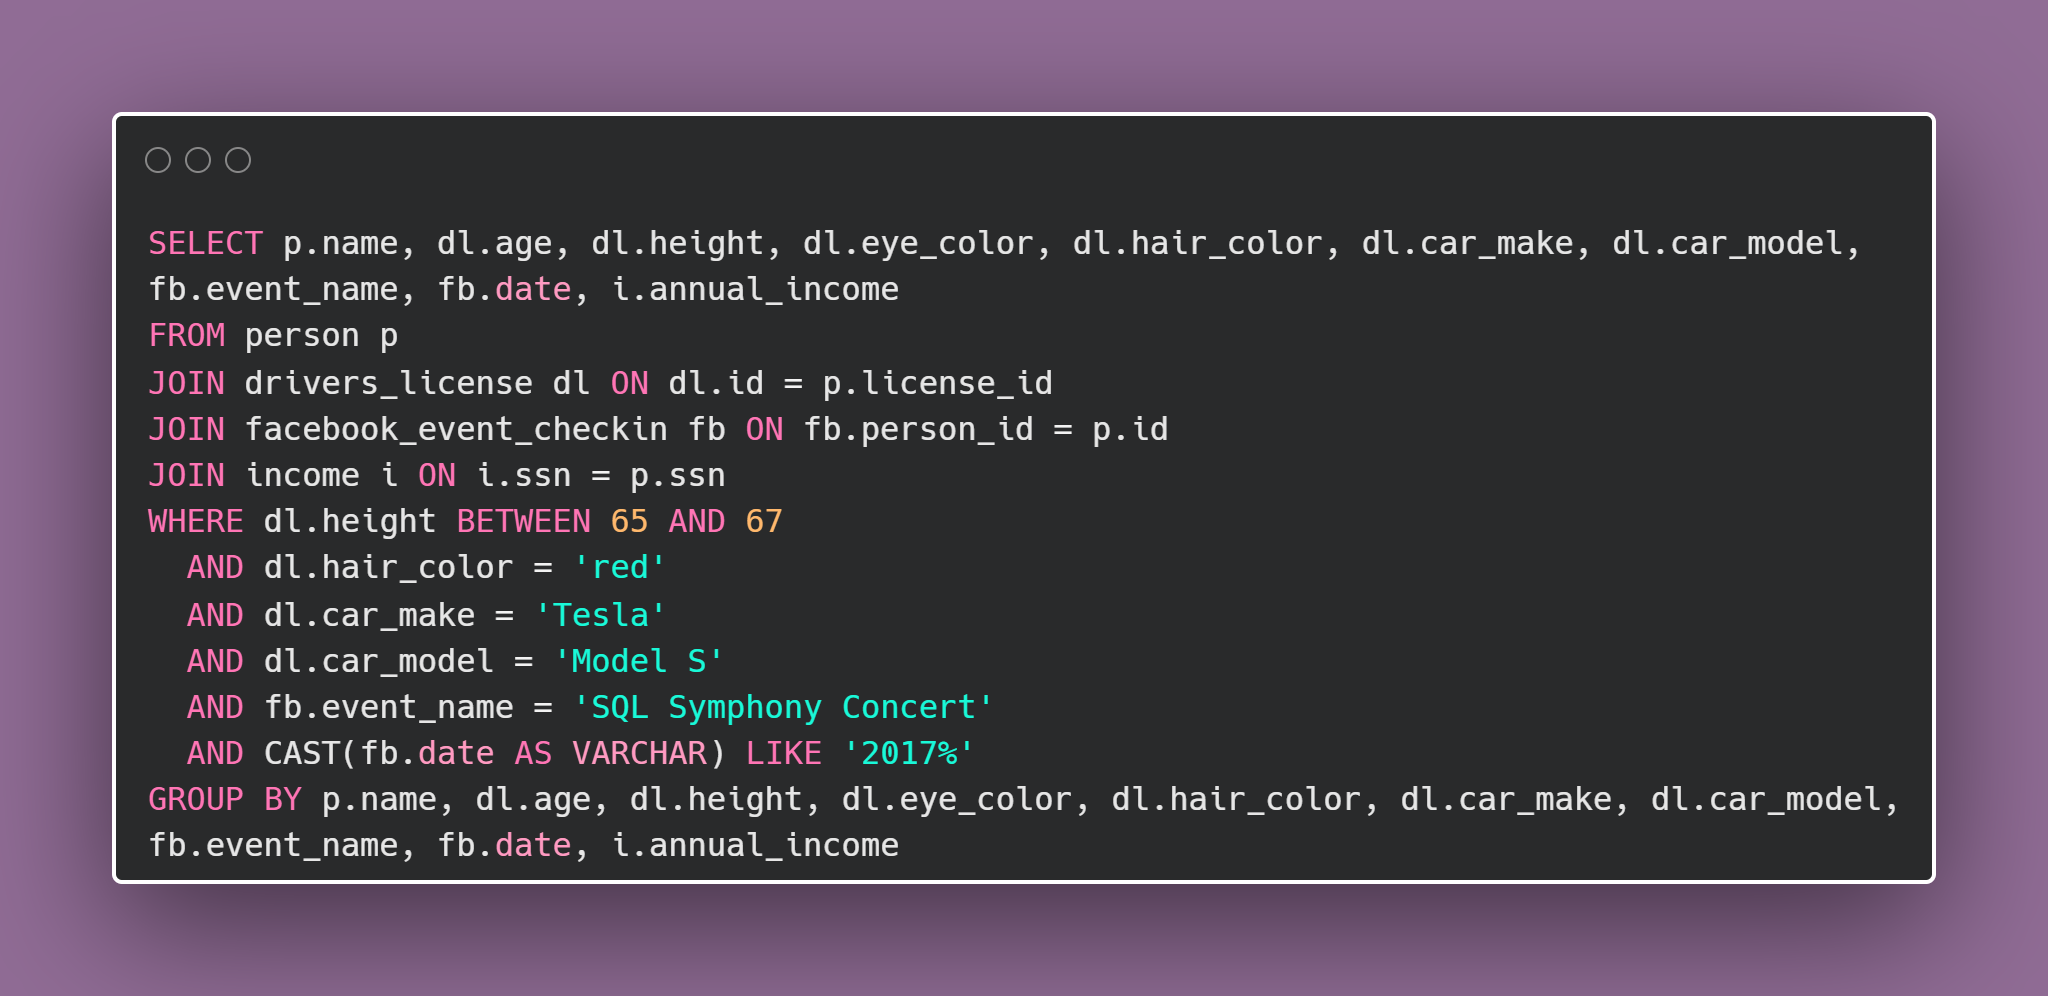 SELECT p.name, dl.age, dl.height, dl.eye_color, dl.hair_color, dl.car_make, dl.car_model,
fb.event_name, fb.date, i.annual_income
FROM person p
JOIN drivers_license dl ON dl.id = p.license_id
JOIN facebook_event_checkin fb ON fb.person_id = p.id
JOIN income i ON i.ssn = p.ssn
WHERE dl.height BETWEEN 65 AND 67
  AND dl.hair_color = 'red'
  AND dl.car_make = 'Tesla'
  AND dl.car_model = 'Model S'
  AND fb.event_name = 'SQL Symphony Concert'
  AND CAST(fb.date AS VARCHAR) LIKE '2017%'
GROUP BY p.name, dl.age, dl.height, dl.eye_color, dl.hair_color, dl.car_make, dl.car_model,
fb.event_name, fb.date, i.annual_income